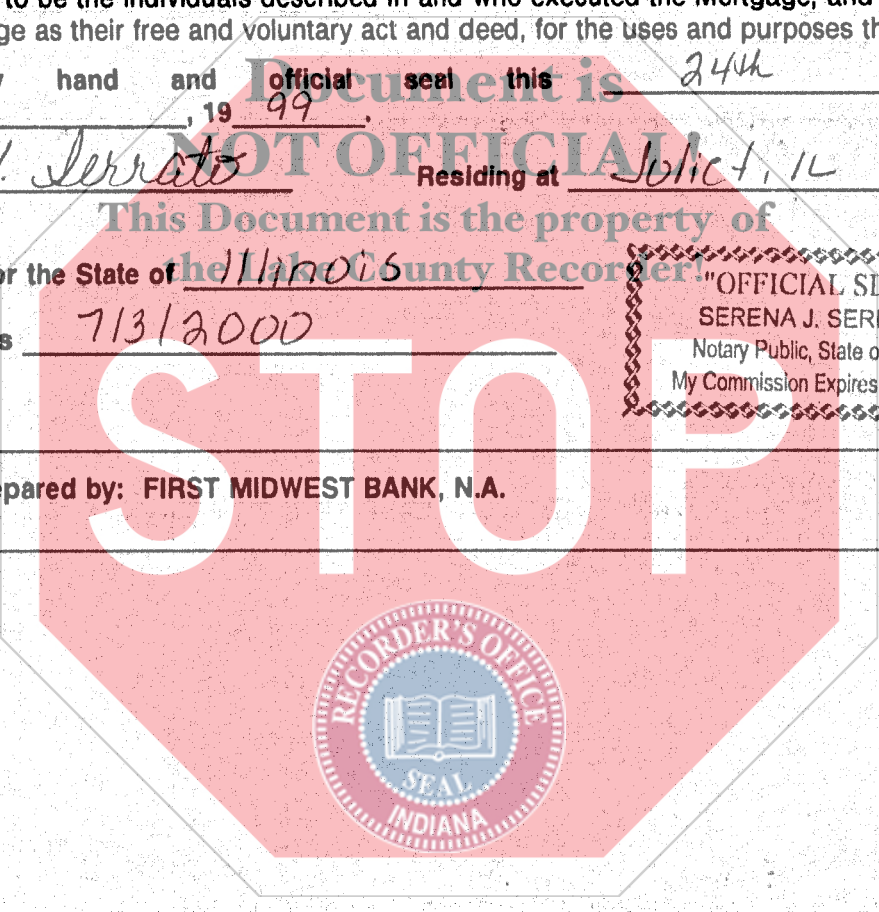 to be the individuals described in and who executed the Mortgage, and
ge as their free and voluntary act and deed, for the uses and purposes th
hand and official seal this 24th
Document is
, 19 99.
NOT OFFICIAL!
J. Serrato Residing at Joliet, IL
This Document is the property of
or the State of Illinois
the Lake County Recorder!
"OFFICIAL S
SERENA J. SER
s 7/3/2000
Notary Public, State o
My Commission Expires
STOP
epared by: FIRST MIDWEST BANK, N.A.
RECORDER'S OFFICE
SEAL
INDIANA